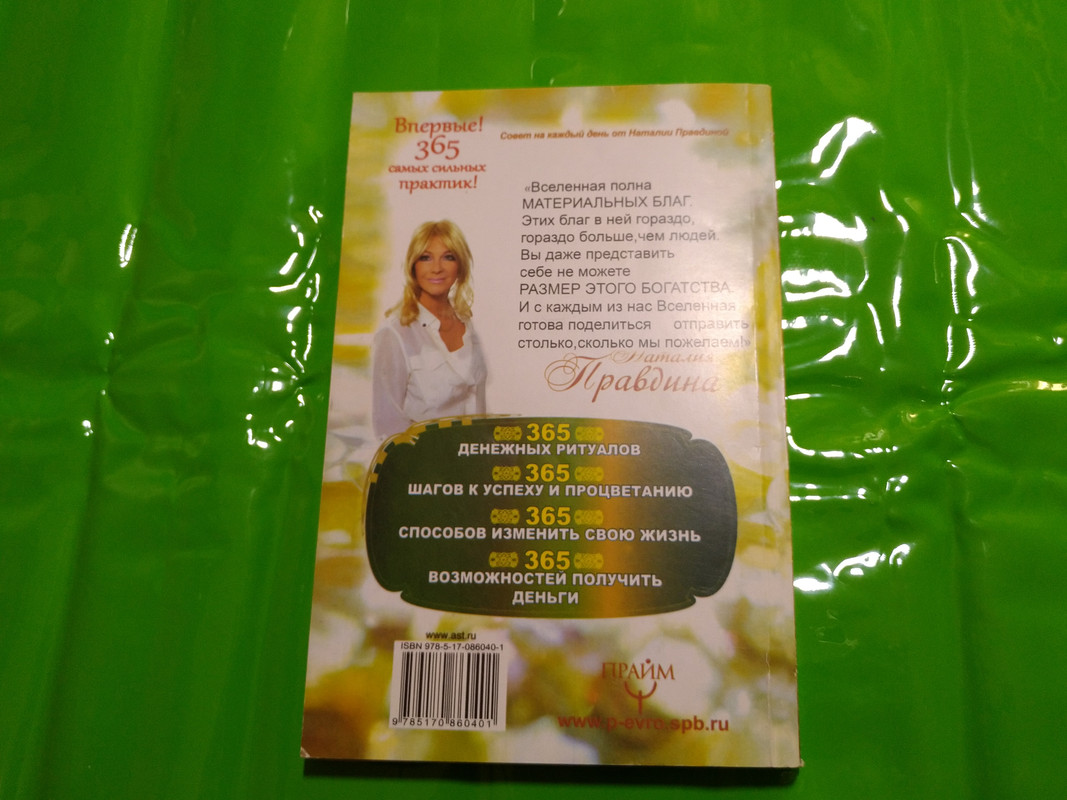 Впервые!
365
самых сильных
практик!
Совет на каждый день от Наталии Правдиной
«Вселенная полна
МАТЕРИАЛЬНЫХ БЛАГ.
Этих благ в ней гораздо,
гораздо больше,чем людей.
Вы даже представить
себе не можете
РАЗМЕР ЭТОГО БОГАТСТВА.
И с каждым из нас Вселенная
готова поделиться отправить
столько,сколько мы пожелаем!»
Наталия
Правдина
365
ДЕНЕЖНЫХ РИТУАЛОВ
365
ШАГОВ К УСПЕХУ И ПРОЦВЕТАНИЮ
365
СПОСОБОВ ИЗМЕНИТЬ СВОЮ ЖИЗНЬ
365
ВОЗМОЖНОСТЕЙ ПОЛУЧИТЬ
ДЕНЬГИ
www.ast.ru
ISBN 978-5-17-086040-1
9 785170 860401
ПРАЙМ
www.p-evro.spb.ru